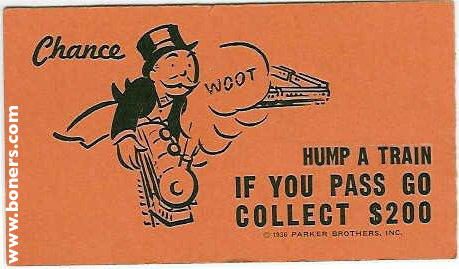 Chance
WOOT
HUMP A TRAIN
IF YOU PASS GO
COLLECT $200
© 1936 PARKER BROTHERS, INC.
www.boners.com